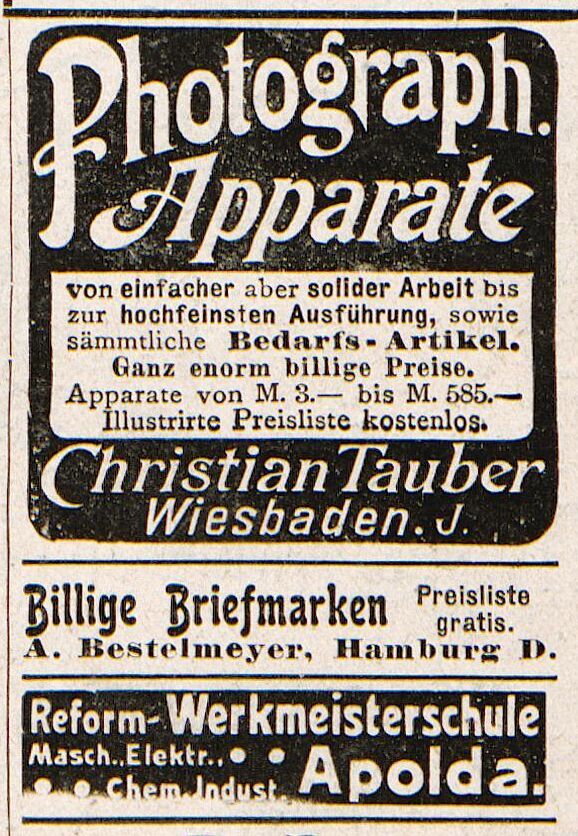 Photograph.
Apparate
von einfacher aber solider Arbeit bis
zur hochfeinsten Ausführung, sowie
sämmtliche Bedarfs-Artikel.
Ganz enorm billige Preise.
Apparate von M. 3.— bis M. 585.—
Illustrirte Preisliste kostenlos.
Christian Tauber
Wiesbaden. J.
Billige Briefmarken Preisliste
gratis.
A. Bestelmeyer, Hamburg D.
Reform-Werkmeisterschule
Masch., Elektr.,
Apolda.
Chem. Indust.